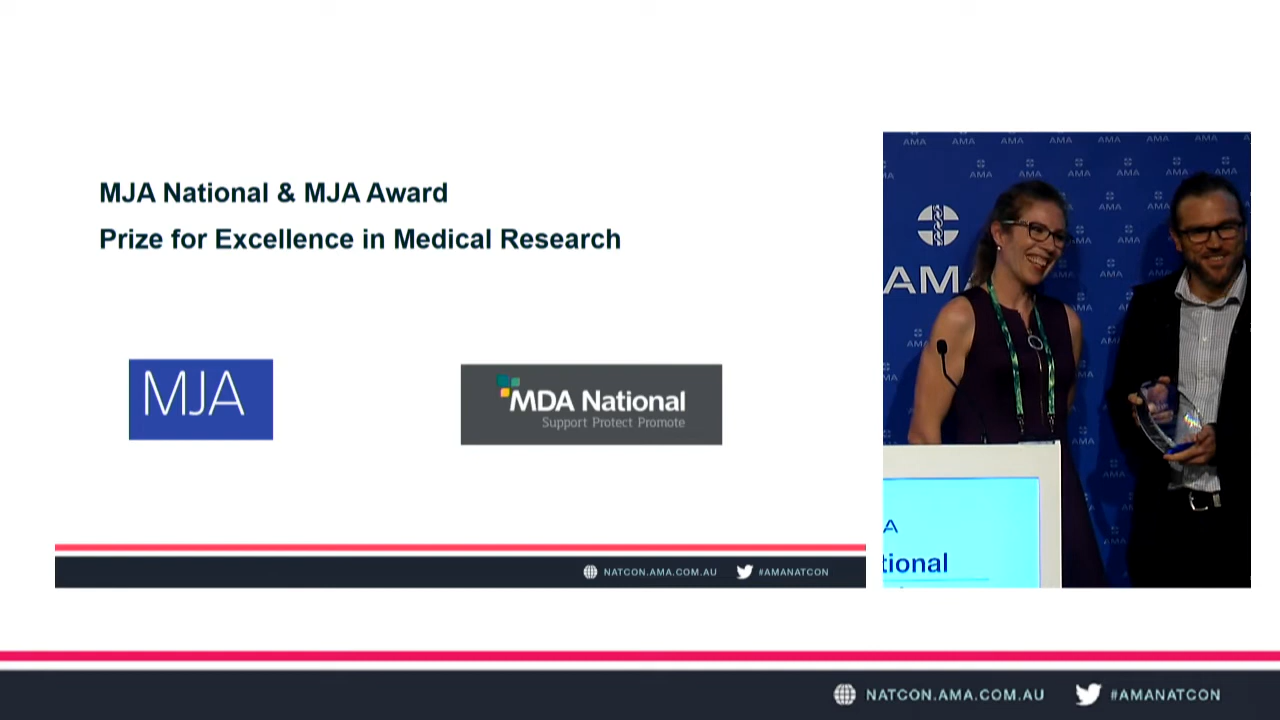 MJA National & MJA Award
Prize for Excellence in Medical Research
MJA
MDA National
Support Protect Promote
NATCON.AMA.COM.AU
#AMANATCON
AMA
A
tional
NATCON.AMA.COM.AU
#AMANATCON